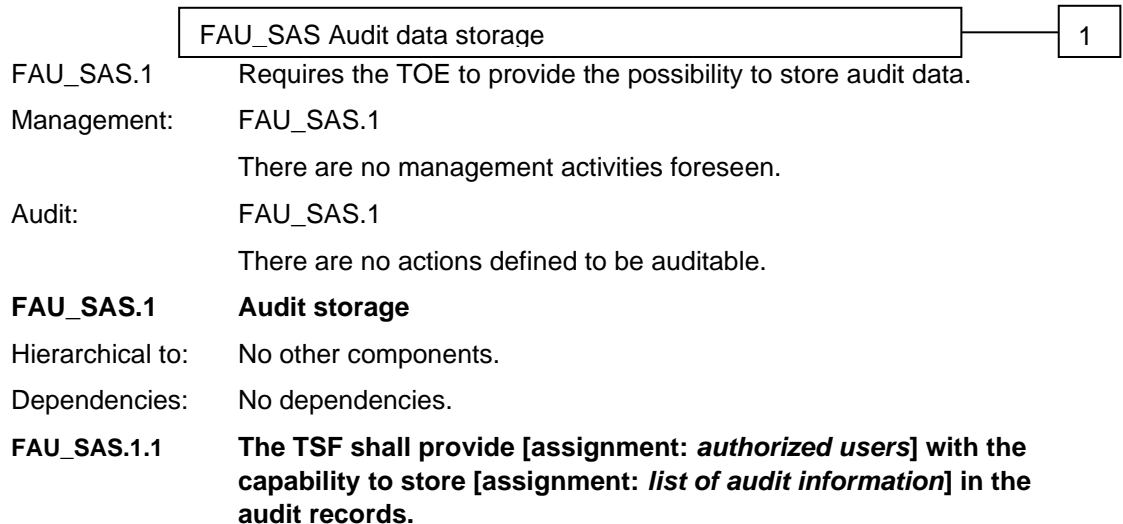 FAU_SAS Audit data storage 1
FAU_SAS.1 Requires the TOE to provide the possibility to store audit data.
Management: FAU_SAS.1
There are no management activities foreseen.
Audit: FAU_SAS.1
There are no actions defined to be auditable.
FAU_SAS.1 Audit storage
Hierarchical to: No other components.
Dependencies: No dependencies.
FAU_SAS.1.1 The TSF shall provide [assignment: authorized users] with the
capability to store [assignment: list of audit information] in the
audit records.